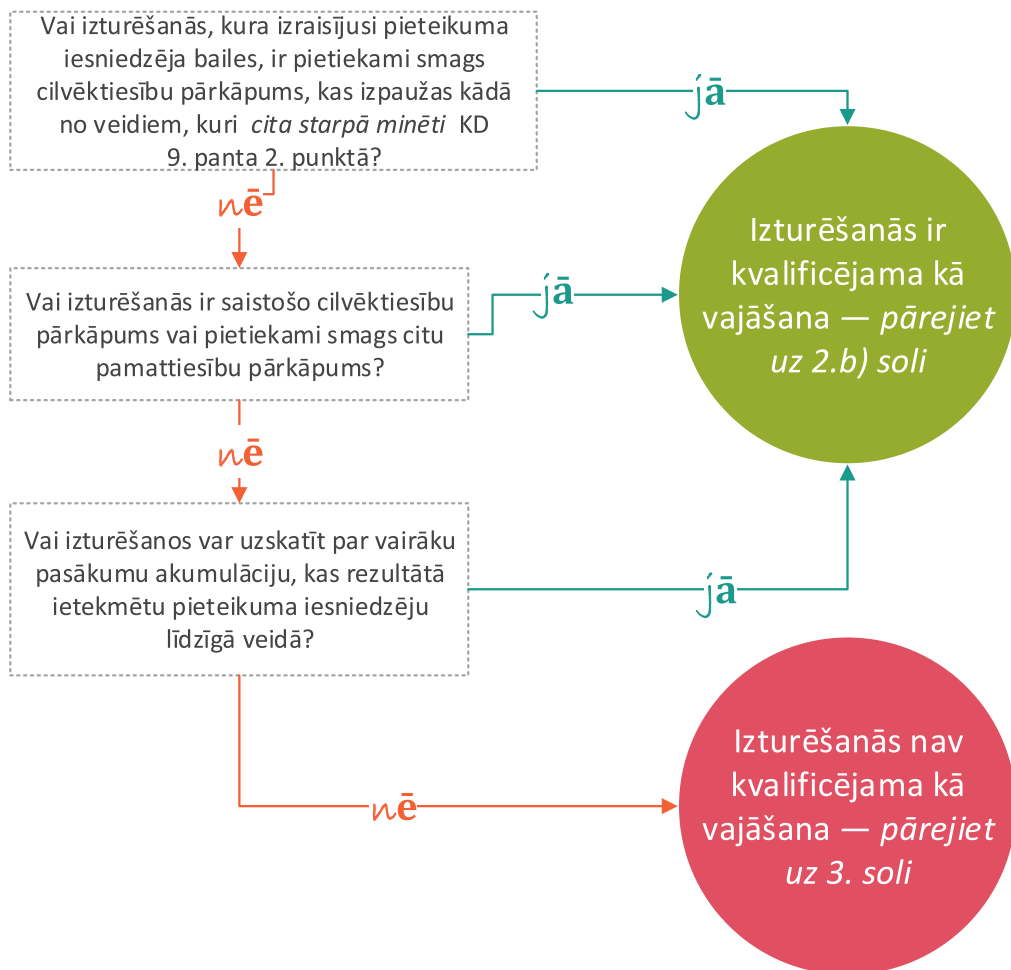 Vai izturēšanās, kura izraisījusi pieteikuma
iesniedzēja bailes, ir pietiekami smags
cilvēktiesību pārkāpums, kas izpaužas kādā
no veidiem, kuri cita starpā minēti KD
9. panta 2. punktā?
jā
nē
Izturēšanās ir
kvalificējama kā
vajāšana — pārejiet
uz 2.b) soli
Vai izturēšanās ir saistošo cilvēktiesību
pārkāpums vai pietiekami smags citu
pamattiesību pārkāpums?
jā
nē
Vai izturēšanos var uzskatīt par vairāku
pasākumu akumulāciju, kas rezultātā
ietekmētu pieteikuma iesniedzēju
līdzīgā veidā?
jā
nē
Izturēšanās nav
kvalificējama kā
vajāšana — pārejiet
uz 3. soli